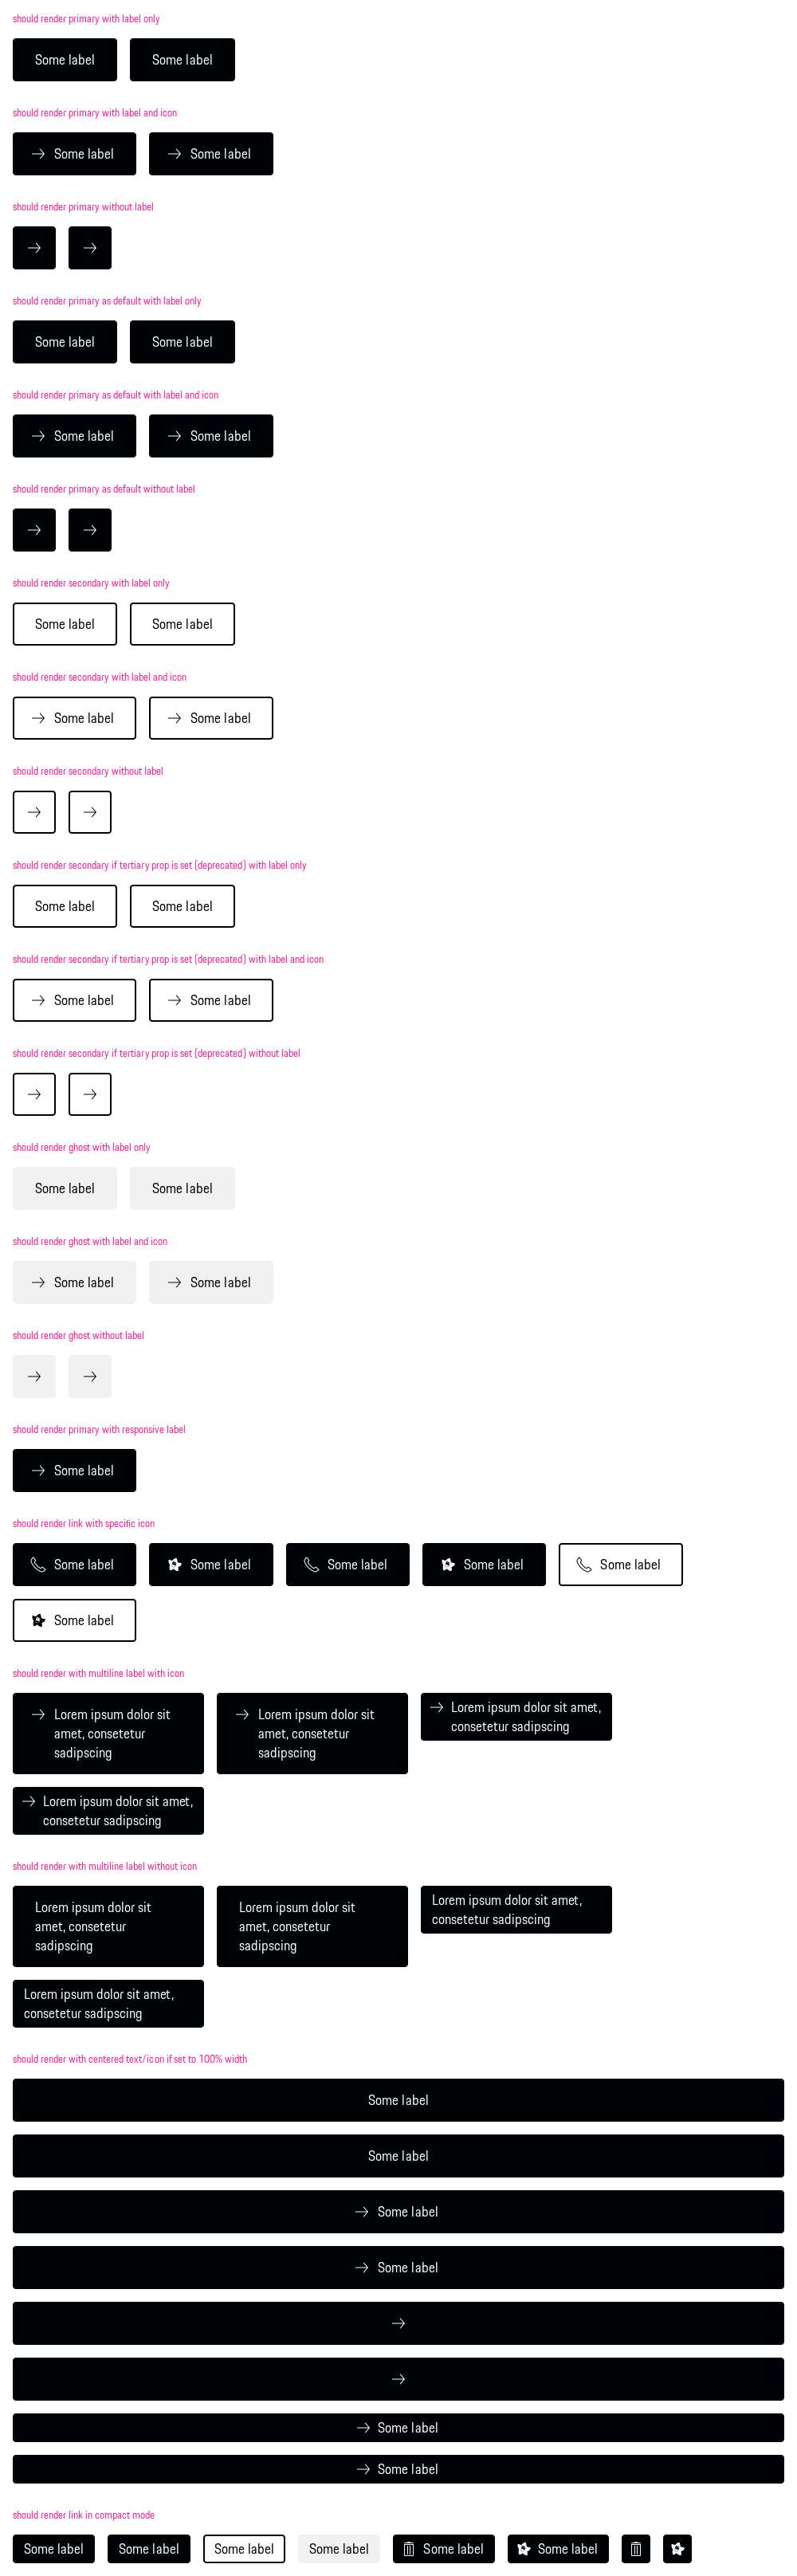 should render primary with label only
Some label Some label
should render primary with label and icon
Some label Some label
should render primary without label
should render primary as default with label only
Some label Some label
should render primary as default with label and icon
Some label Some label
should render primary as default without label
should render secondary with label only
Some label Some label
should render secondary with label and icon
Some label Some label
should render secondary without label
should render secondary if tertiary prop is set (deprecated) with label only
Some label Some label
should render secondary if tertiary prop is set (deprecated) with label and icon
Some label Some label
should render secondary if tertiary prop is set (deprecated) without label
should render ghost with label only
Some label Some label
should render ghost with label and icon
Some label Some label
should render ghost without label
should render primary with responsive label
Some label
should render link with specific icon
Some label Some label Some label Some label Some label
Some label
should render with multiline label with icon
Lorem ipsum dolor sit
amet, consetetur
sadipscing
Lorem ipsum dolor sit
amet, consetetur
sadipscing
Lorem ipsum dolor sit amet,
consetetur sadipscing
Lorem ipsum dolor sit amet,
consetetur sadipscing
should render with multiline label without icon
Lorem ipsum dolor sit
amet, consetetur
sadipscing
Lorem ipsum dolor sit
amet, consetetur
sadipscing
Lorem ipsum dolor sit amet,
consetetur sadipscing
Lorem ipsum dolor sit amet,
consetetur sadipscing
should render with centered text/icon if set to 100% width
Some label
Some label
Some label
Some label
Some label
Some label
should render link in compact mode
Some label Some label Some label Some label Some label Some label